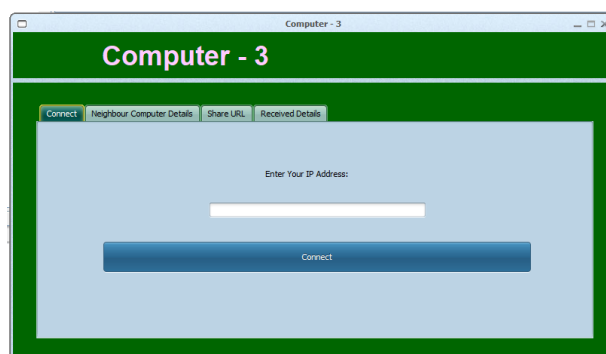 Computer - 3
Computer - 3
Connect Neighbour Computer Details Share URL Received Details
Enter Your IP Address:
Connect